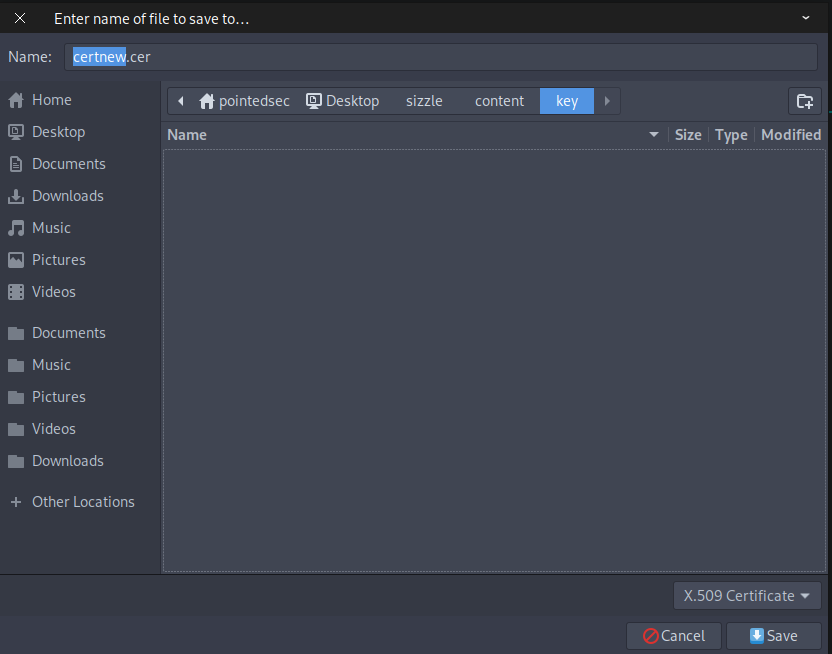 Enter name of file to save to…
Name: certnew.cer
Home
Desktop
Documents
Downloads
Music
Pictures
Videos
Documents
Music
Pictures
Videos
Downloads
Other Locations
pointedsec Desktop sizzle content key
Name Size Type Modified
X.509 Certificate
Cancel Save